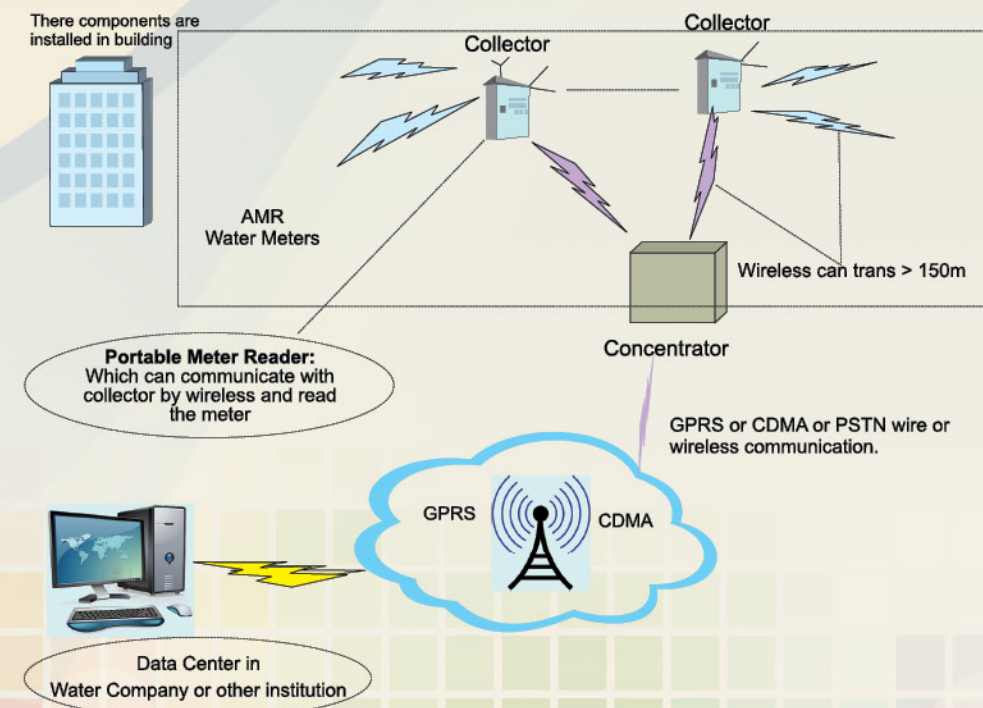 There components are
installed in building
Collector
Collector
AMR
Water Meters
Wireless can trans > 150m
Portable Meter Reader:
Which can communicate with
collector by wireless and read
the meter
Concentrator
GPRS or CDMA or PSTN wire or
wireless communication.
GPRS
CDMA
Data Center in
Water Company or other institution